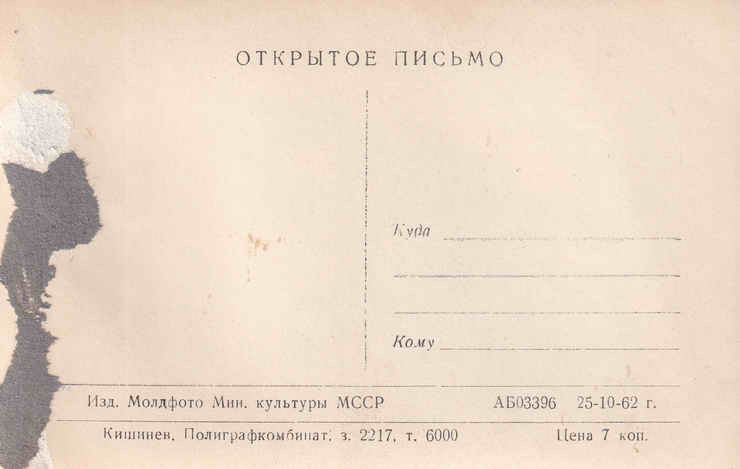 ОТКРЫТОЕ ПИСЬМО
Куда
Кому
Изд. Молдфото Мин. культуры МССР АБ03396 25-10-62 г.
Кишинев, Полиграфкомбинат, з. 2217, т. 6000 Цена 7 коп.